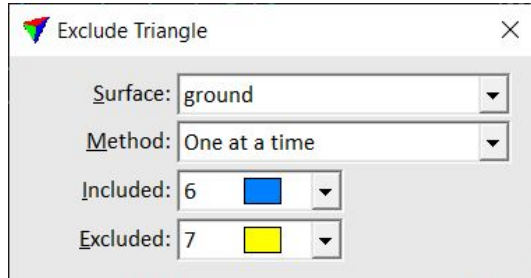 Exclude Triangle
Surface: ground
Method: One at a time
Included: 6
Excluded: 7